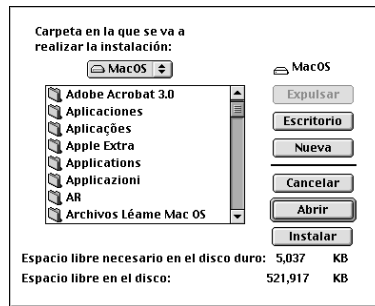 Carpeta en la que se va a
realizar la instalación:
MacOS
MacOS
Adobe Acrobat 3.0
Aplicaciones
Aplicações
Apple Extra
Applications
Applicazioni
AR
Archivos Léame Mac OS
Expulsar
Escritorio
Nueva
Cancelar
Abrir
Instalar
Espacio libre necesario en el disco duro: 5,037 KB
Espacio libre en el disco: 521,917 KB